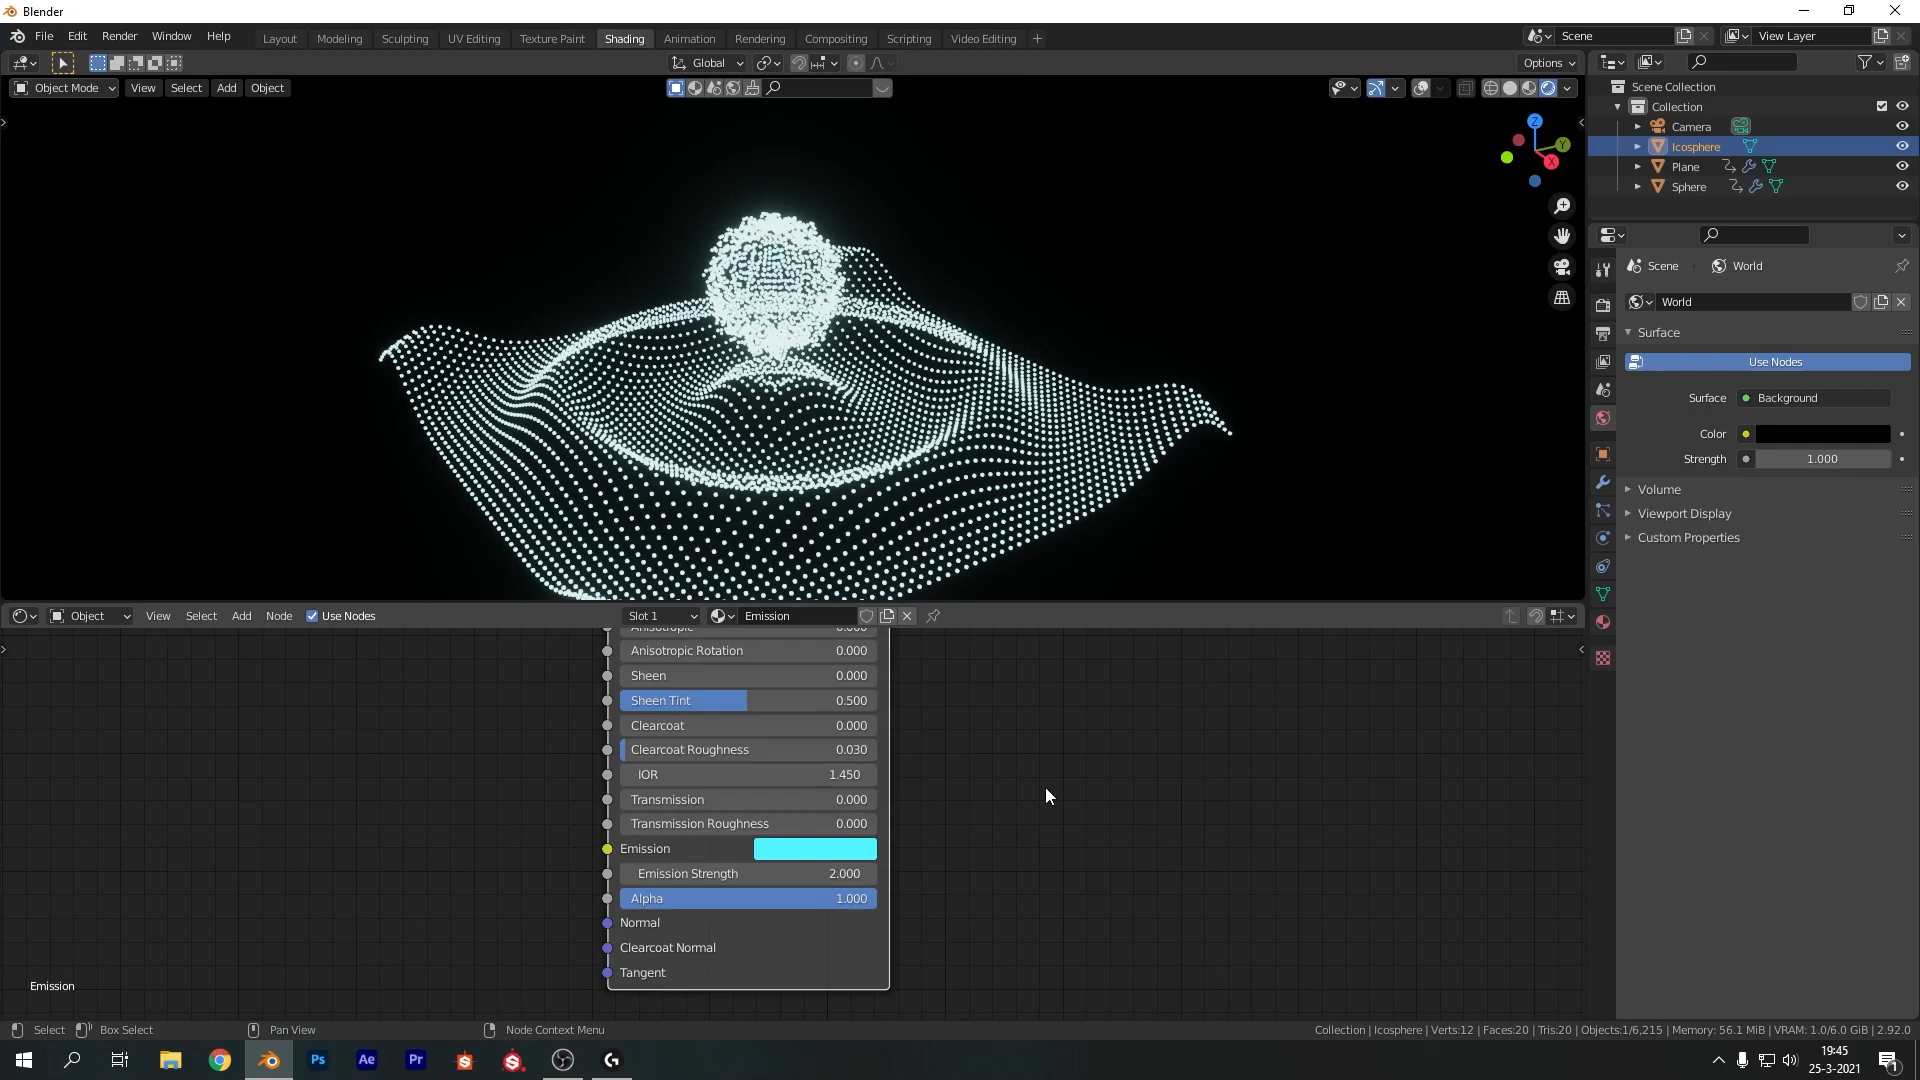 Blender
File Edit Render Window Help
Layout Modeling Sculpting UV Editing Texture Paint Shading Animation Rendering Compositing Scripting Video Editing +
Scene
View Layer
Global
Options
Object Mode View Select Add Object
Z
Y
X
Scene Collection
Collection
Camera
Icosphere
Plane
Sphere
Scene World
World
Surface
Use Nodes
Surface Background
Color
Strength 1.000
Volume
Viewport Display
Custom Properties
Object View Select Add Node Use Nodes Slot 1 Emission
Anisotropic 0.000
Anisotropic Rotation 0.000
Sheen 0.000
Sheen Tint 0.500
Clearcoat 0.000
Clearcoat Roughness 0.030
IOR 1.450
Transmission 0.000
Transmission Roughness 0.000
Emission
Emission Strength 2.000
Alpha 1.000
Normal
Clearcoat Normal
Tangent
Emission
Select Box Select Pan View Node Context Menu
Collection | Icosphere | Verts:12 | Faces:20 | Tris:20 | Objects:1/6,215 | Memory: 56.1 MiB | VRAM: 1.0/6.0 GiB | 2.92.0
Ps Ae Pr
19:45
25-3-2021
1